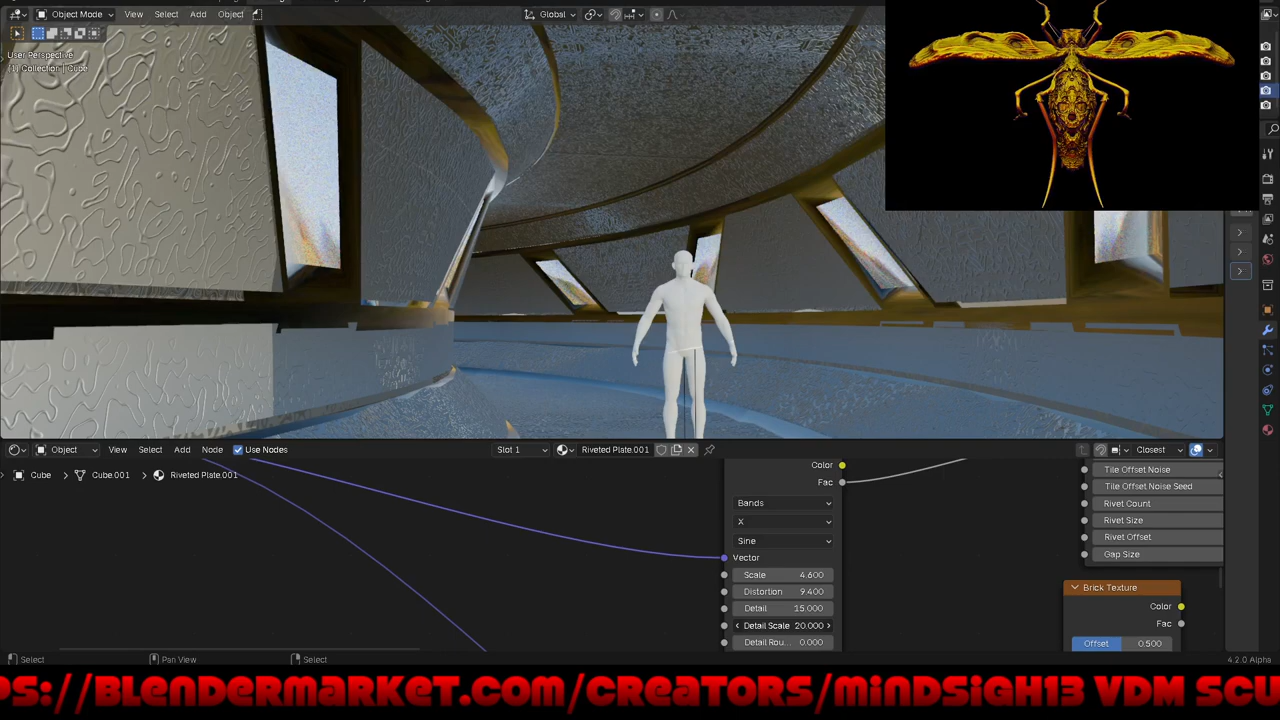 Object Mode View Select Add Object Global
User Perspective
(1) Collection | Cube
Object View Select Add Node Use Nodes Slot 1 Riveted Plate.001 Closest
Cube Cube.001 Riveted Plate.001
Color
Fac
Bands
X
Sine
Vector
Scale 4.600
Distortion 9.400
Detail 15.000
Detail Scale 20.000
Detail Rou... 0.000
Tile Offset Noise
Tile Offset Noise Seed
Rivet Count
Rivet Size
Rivet Offset
Gap Size
Brick Texture
Color
Fac
Offset 0.500
Select Pan View Select 4.2.0 Alpha
PS://BLENDERMARKET.COM/CREATORS/MINDSIGH13 VDM SCU